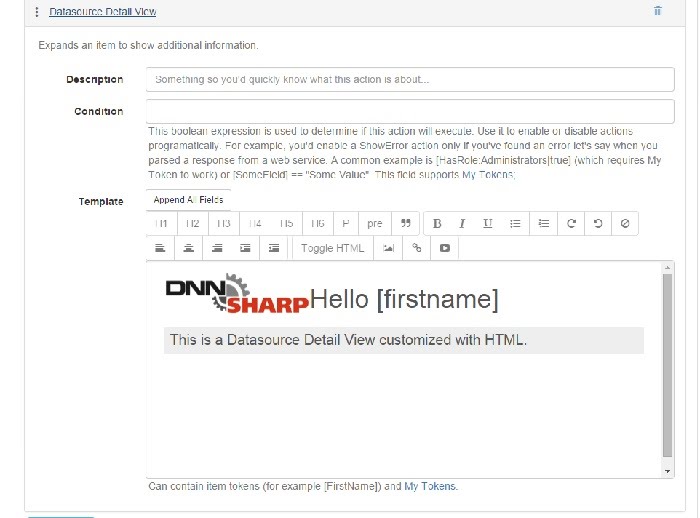 Datasource Detail View
Expands an item to show additional information.
Description
Something so you'd quickly know what this action is about...
Condition
This boolean expression is used to determine if this action will execute. Use it to enable or disable actions
programatically. For example, you'd enable a ShowError action only if you've found an error let's say when you
parsed a response from a web service. A common example is [HasRole:Administrators|true] (which requires My
Token to work) or [SomeField] == "Some Value". This field supports My Tokens;
Template
Append All Fields
H1 H2 H3 H4 H5 H6 P pre B I U
Toggle HTML
DNN SHARP Hello [firstname]
This is a Datasource Detail View customized with HTML.
Can contain item tokens (for example [FirstName]) and My Tokens.